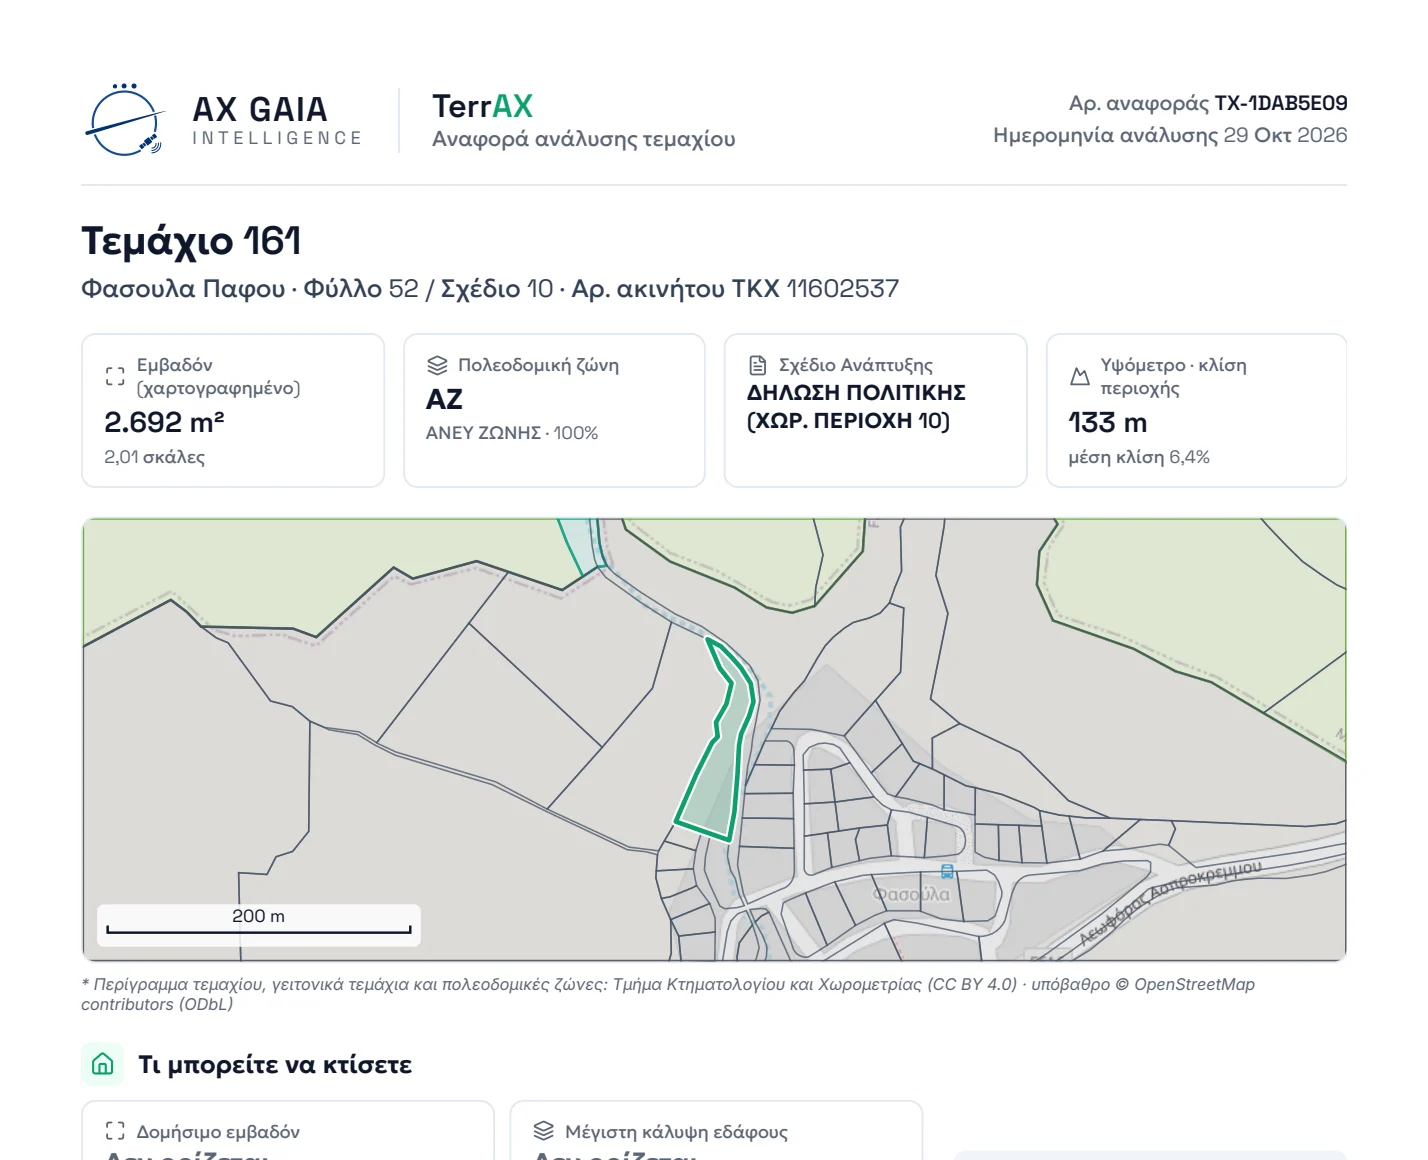 AX GAIA
INTELLIGENCE
TerrAX
Αναφορά ανάλυσης τεμαχίου
Αρ. αναφοράς TX-1DAB5E09
Ημερομηνία ανάλυσης 29 Οκτ 2026
Τεμάχιο 161
Φασουλα Παφου · Φύλλο 52 / Σχέδιο 10 · Αρ. ακινήτου ΤΚΧ 11602537
Εμβαδόν
(χαρτογραφημένο)
2.692 m²
2,01 σκάλες
Πολεοδομική ζώνη
ΑΖ
ΑΝΕΥ ΖΩΝΗΣ · 100%
Σχέδιο Ανάπτυξης
ΔΗΛΩΣΗ ΠΟΛΙΤΙΚΗΣ
(ΧΩΡ. ΠΕΡΙΟΧΗ 10)
Υψόμετρο · κλίση
περιοχής
133 m
μέση κλίση 6,4%
Φασούλα
Λεωφόρος Ασπροκρεμμου
200 m
* Περίγραμμα τεμαχίου, γειτονικά τεμάχια και πολεοδομικές ζώνες: Τμήμα Κτηματολογίου και Χωρομετρίας (CC BY 4.0) · υπόβαθρο © OpenStreetMap
contributors (ODbL)
Τι μπορείτε να κτίσετε
Δομήσιμο εμβαδόν
Μέγιστη κάλυψη εδάφους